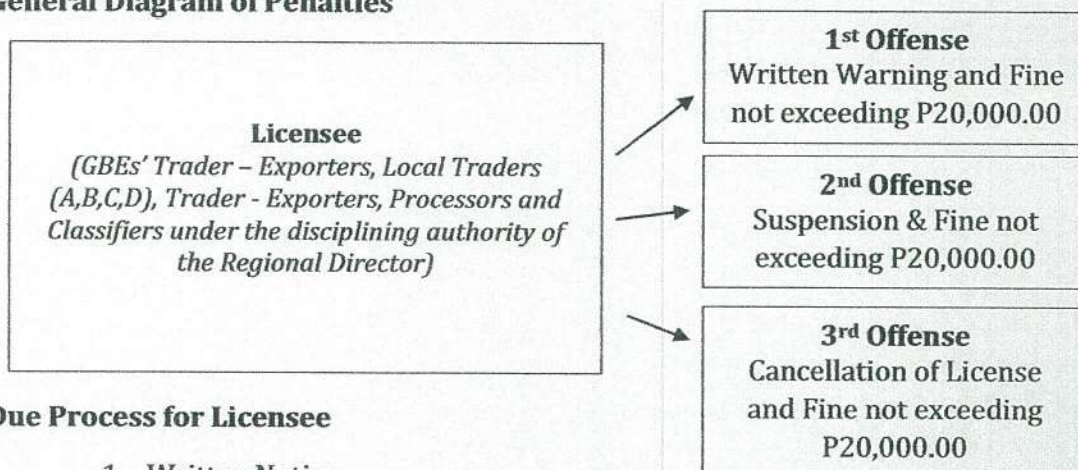 General Diagram of Penalties
Licensee
(GBEs' Trader – Exporters, Local Traders
(A,B,C,D), Trader - Exporters, Processors and
Classifiers under the disciplining authority of
the Regional Director)
1st Offense
Written Warning and Fine
not exceeding P20,000.00
2nd Offense
Suspension & Fine not
exceeding P20,000.00
3rd Offense
Cancellation of License
and Fine not exceeding
P20,000.00
Due Process for Licensee
1. Written Notice